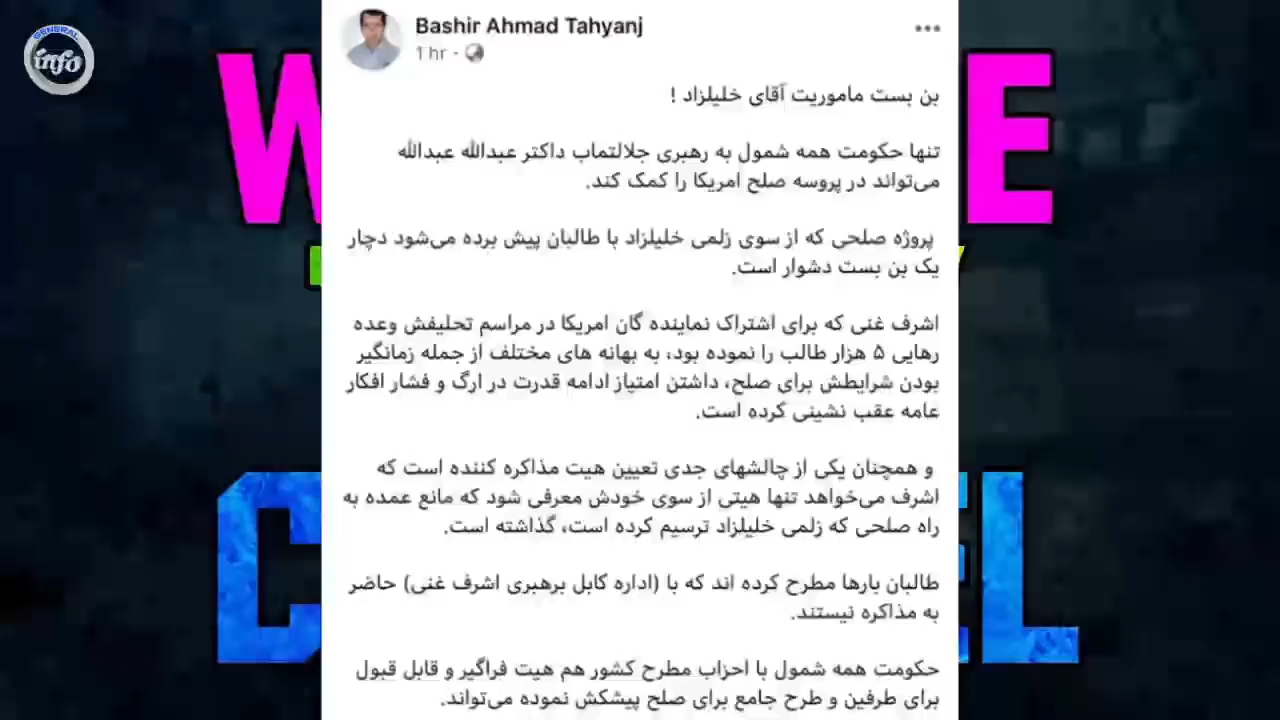 GENERAL
info
W
E
C
EL
Bashir Ahmad Tahyanj
1 hr
بن بست ماموریت آقای خلیلزاد !
تنها حکومت همه شمول به رهبری جلالتماب داکتر عبدالله عبدالله
می‌تواند در پروسه صلح امریکا را کمک کند.
پروژه صلحی که از سوی زلمی خلیلزاد با طالبان پیش برده می‌شود دچار
یک بن بست دشوار است.
اشرف غنی که برای اشتراک نماینده گان امریکا در مراسم تحلیفش وعده
رهایی ۵ هزار طالب را نموده بود، به بهانه های مختلف از جمله زمانگیر
بودن شرایطش برای صلح، داشتن امتیاز ادامه قدرت در ارگ و فشار افکار
عامه عقب نشینی کرده است.
و همچنان یکی از چالشهای جدی تعیین هیت مذاکره کننده است که
اشرف می‌خواهد تنها هیتی از سوی خودش معرفی شود که مانع عمده به
راه صلحی که زلمی خلیلزاد ترسیم کرده است، گذاشته است.
طالبان بارها مطرح کرده اند که با (اداره کابل برهبری اشرف غنی) حاضر
به مذاکره نیستند.
حکومت همه شمول با احزاب مطرح کشور هم هیت فراگیر و قابل قبول
برای طرفین و طرح جامع برای صلح پیشکش نموده می‌تواند.